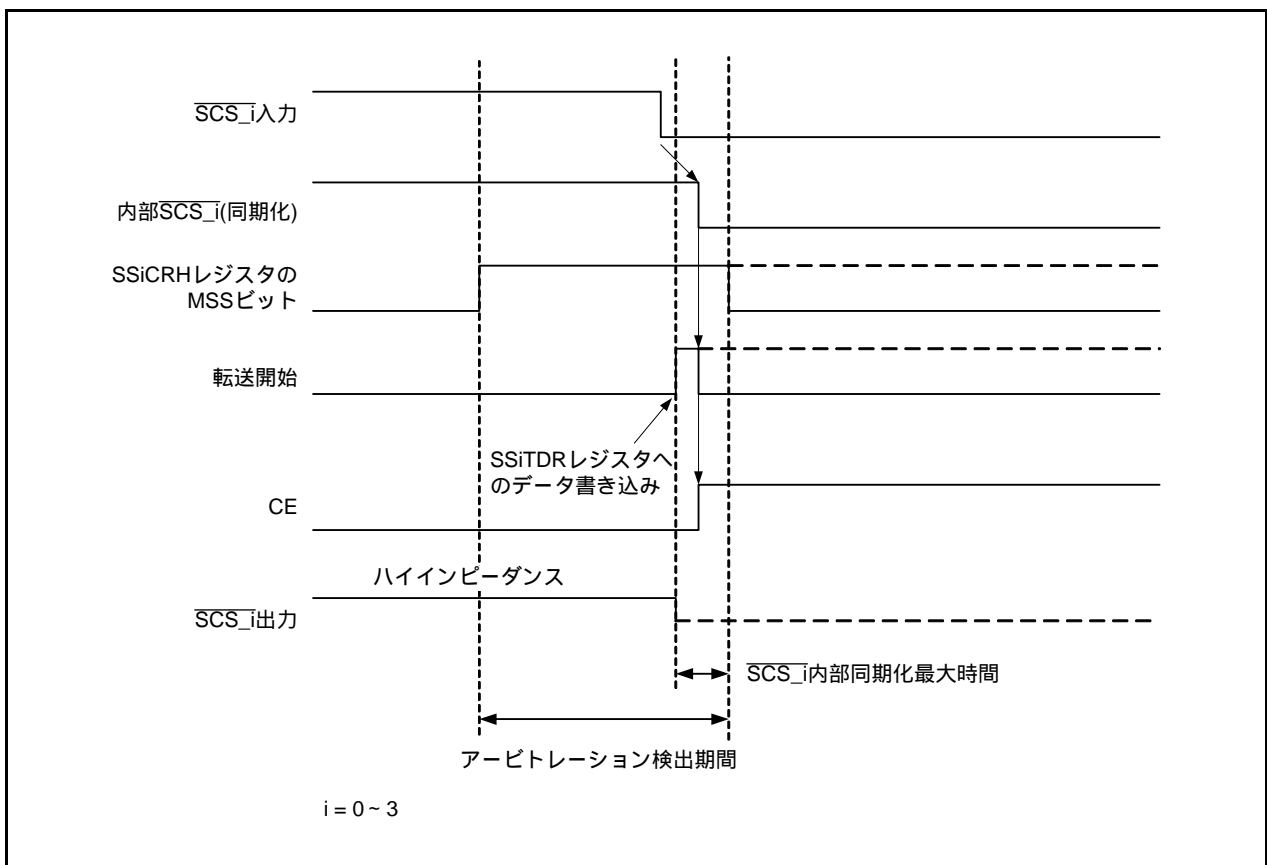 SCS_i入力
内部SCS_i(同期化)
SSiCRHレジスタの
MSSビット
転送開始
SSiTDRレジスタへ
のデータ書き込み
CE
ハイインピーダンス
SCS_i出力
SCS_i内部同期化最大時間
アービトレーション検出期間
i = 0 ~ 3